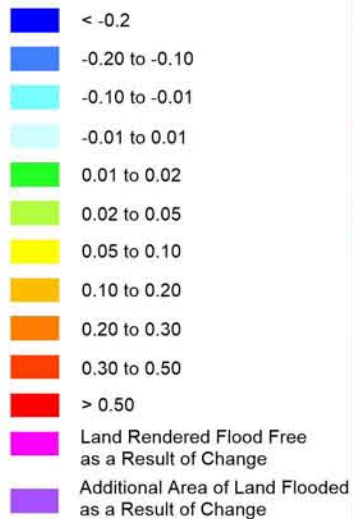 < -0.2
-0.20 to -0.10
-0.10 to -0.01
-0.01 to 0.01
0.01 to 0.02
0.02 to 0.05
0.05 to 0.10
0.10 to 0.20
0.20 to 0.30
0.30 to 0.50
> 0.50
Land Rendered Flood Free
as a Result of Change
Additional Area of Land Flooded
as a Result of Change